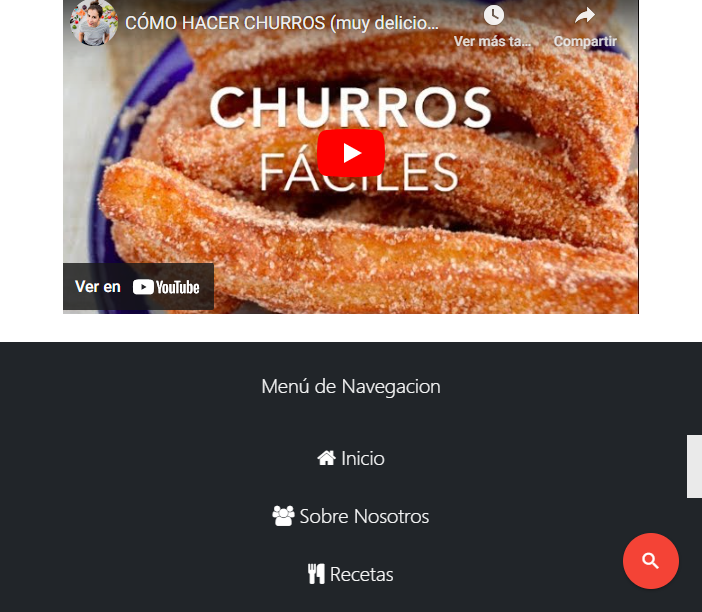 CÓMO HACER CHURROS (muy delicio...
Ver más ta...
Compartir
CHURROS
FÁCILES
Ver en YouTube
Menú de Navegacion
Inicio
Sobre Nosotros
Recetas